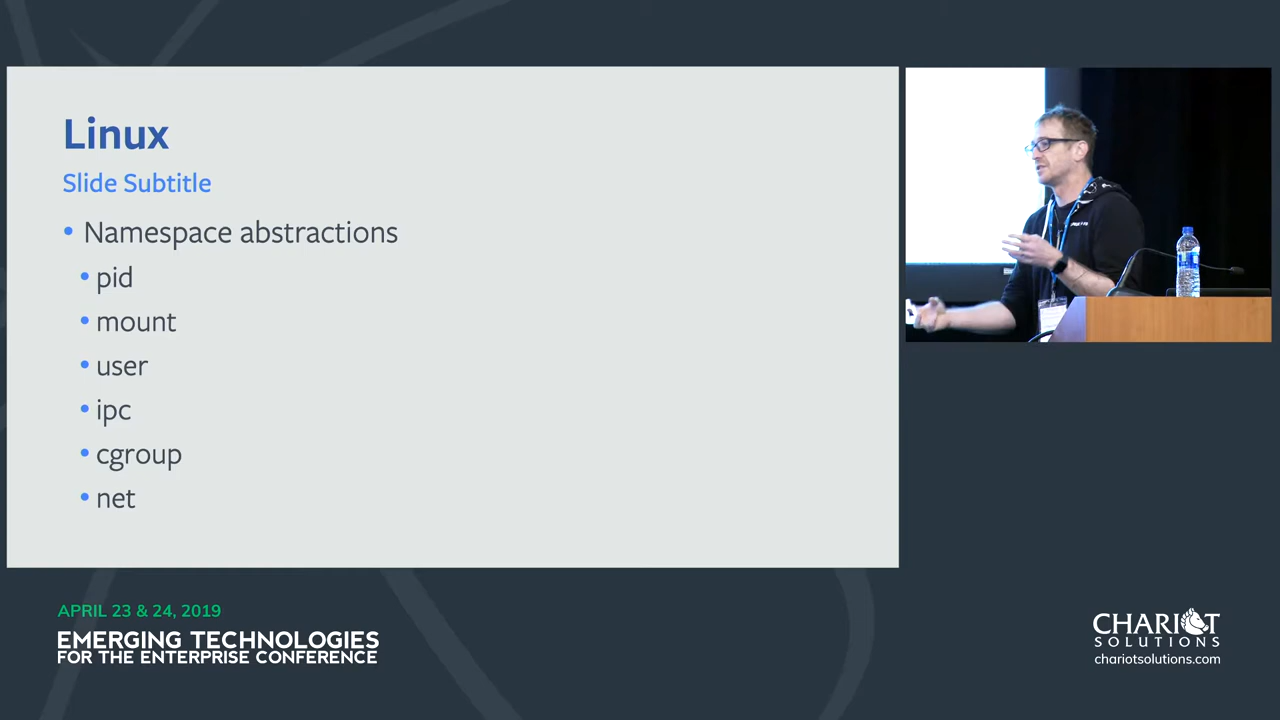 Linux
Slide Subtitle
Namespace abstractions
pid
mount
user
ipc
cgroup
net
APRIL 23 & 24, 2019
EMERGING TECHNOLOGIES
FOR THE ENTERPRISE CONFERENCE
CHARIOT
SOLUTIONS
chariotsolutions.com